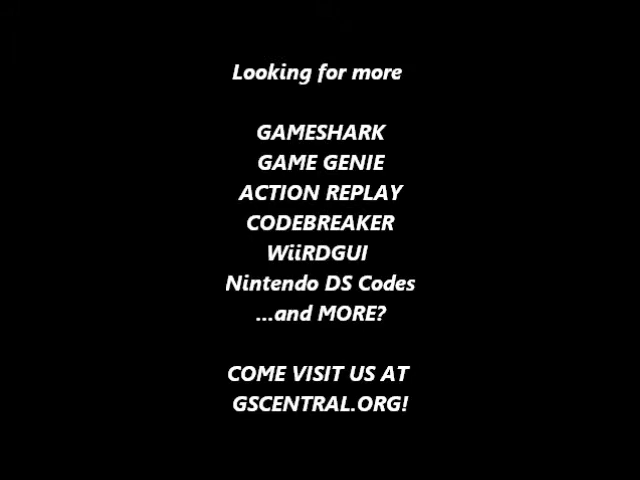 Looking for more
GAMESHARK
GAME GENIE
ACTION REPLAY
CODEBREAKER
WiiRDGUI
Nintendo DS Codes
...and MORE?
COME VISIT US AT
GSCENTRAL.ORG!